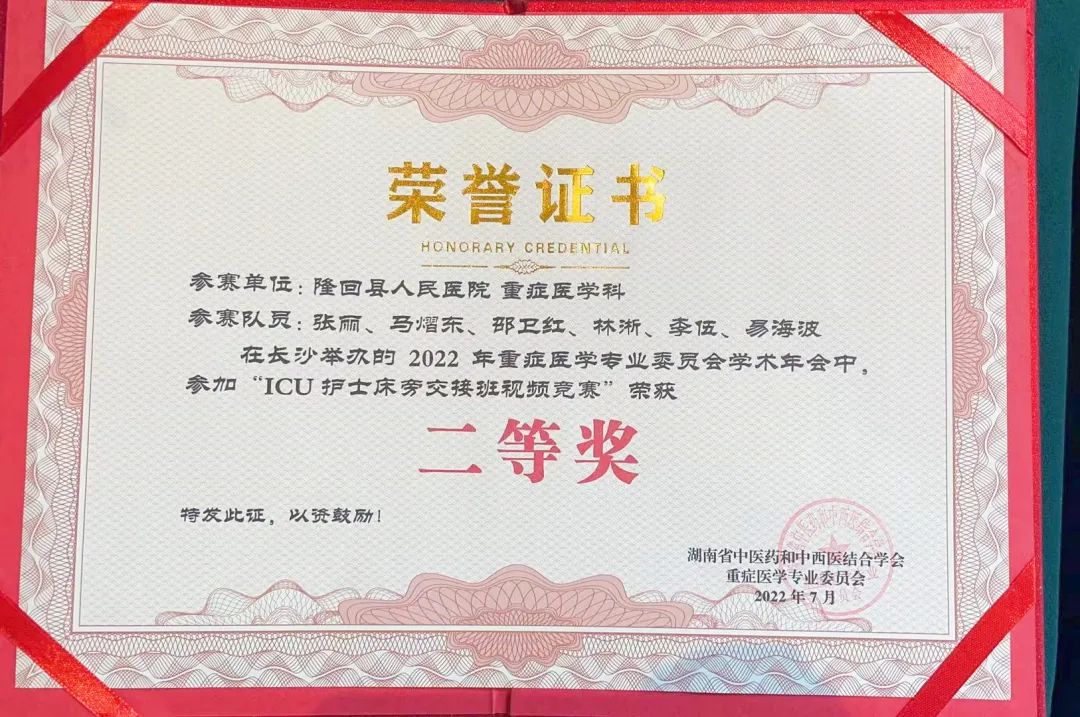 荣誉证书
HONORARY CREDENTIAL
参赛单位：隆回县人民医院 重症医学科
参赛队员：张丽、马熠东、邵卫红、林淅、李伍、易海波
在长沙举办的 2022 年重症医学专业委员会学术年会中，
参加“ICU 护士床旁交接班视频竞赛”荣获
二等奖
特发此证，以资鼓励！
湖南省中医药和中西医结合学会
重症医学专业委员会
2022 年 7 月